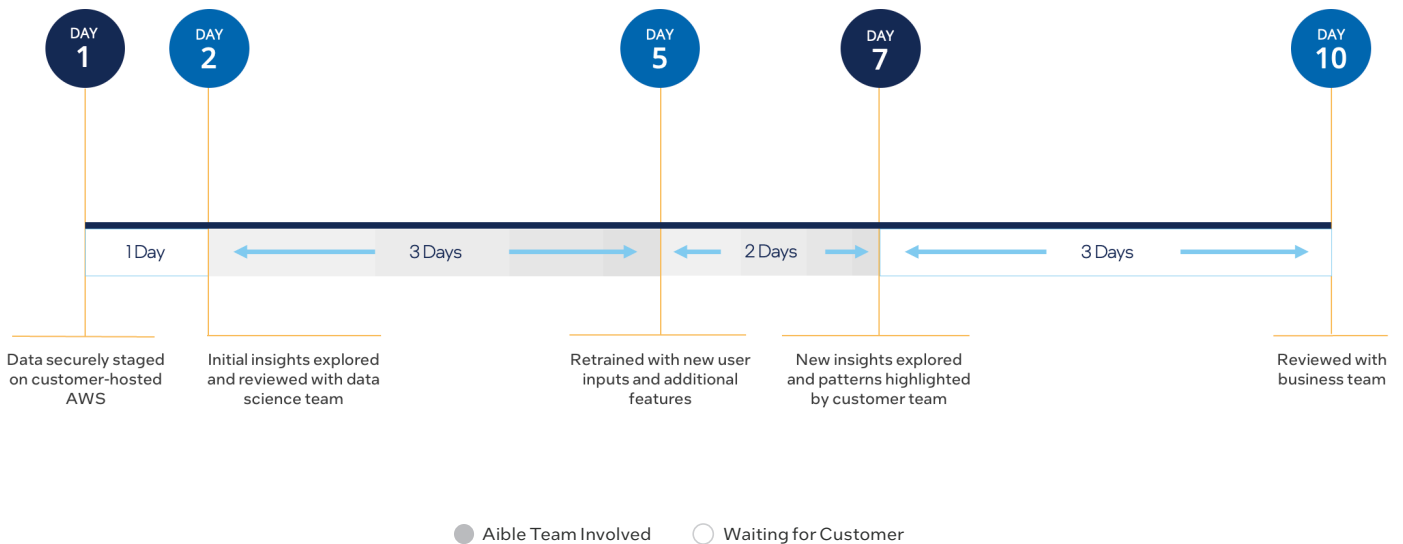 DAY
1
DAY
2
DAY
5
DAY
7
DAY
10
1 Day
3 Days
2 Days
3 Days
Data securely staged
on customer-hosted
AWS
Initial insights explored
and reviewed with data
science team
Retrained with new user
inputs and additional
features
New insights explored
and patterns highlighted
by customer team
Reviewed with
business team
Aible Team Involved
Waiting for Customer